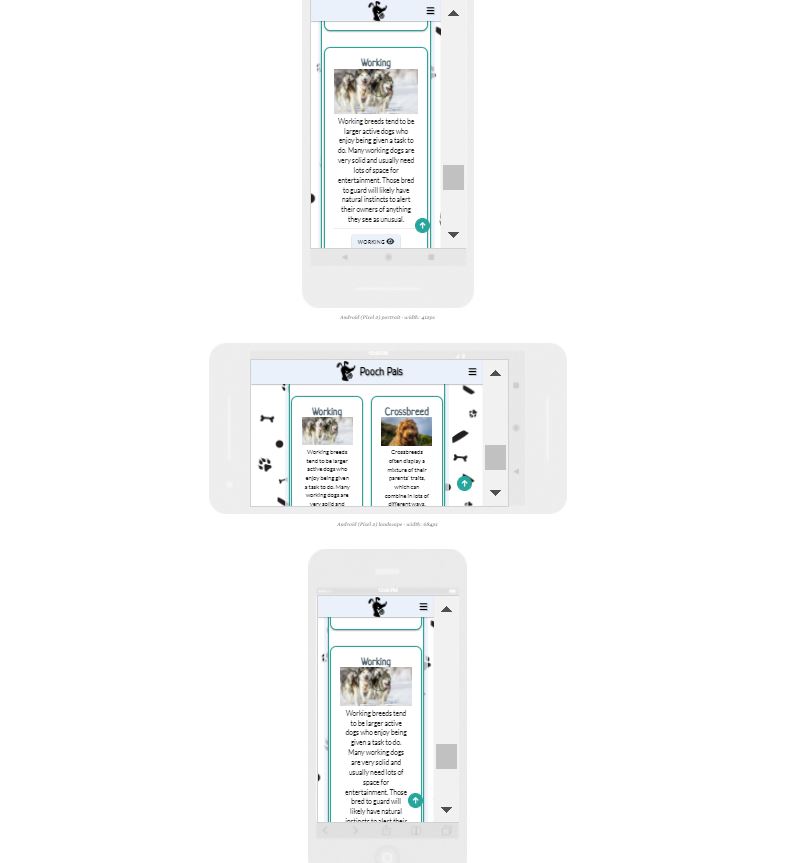 Working
Working breeds tend to be
larger active dogs who
enjoy being given a task to
do. Many working dogs are
very solid and usually need
lots of space for
entertainment. Those bred
to guard will likely have
natural instincts to alert
their owners of anything
they see as unusual.
WORKING
Android (Pixel 2) portrait - width: 412px
Pooch Pals
Working
Working breeds
tend to be larger
active dogs who
enjoy being given
a task to do. Many
working dogs are
very solid and
Crossbreed
Crossbreeds
often display a
mixture of their
parents' traits,
which can
combine in lots of
different ways.
Android (Pixel 2) landscape - width: 684px
Working
Working breeds tend
to be larger active
dogs who enjoy being
given a task to do.
Many working dogs
are very solid and
usually need lots of
space for
entertainment. Those
bred to guard will
likely have natural
instincts to alert their